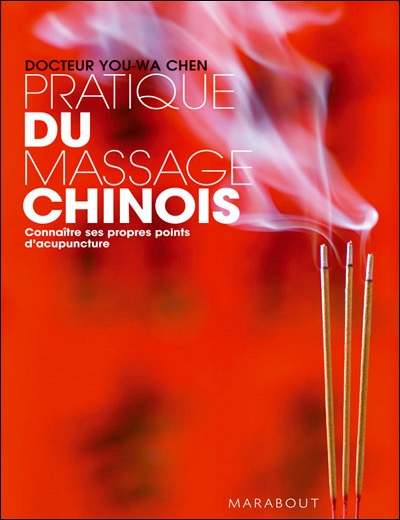 DOCTEUR YOU-WA CHEN
PRATIQUE
DU
MASSAGE
CHINOIS
Connaître ses propres points
d'acupuncture
MARABOUT